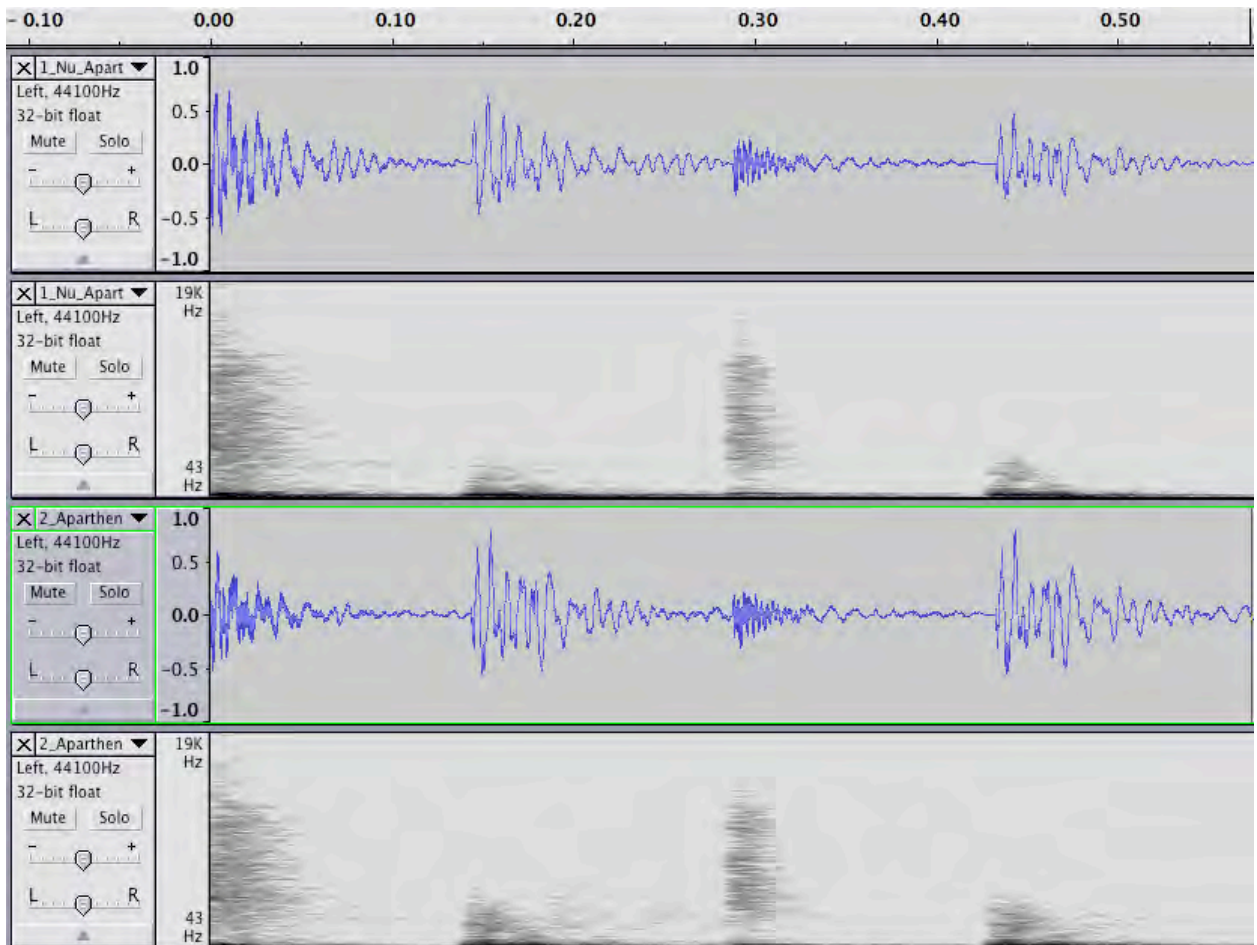 - 0.10 0.00 0.10 0.20 0.30 0.40 0.50
X 1_Nu_Apart ▼ 1.0
Left, 44100Hz
32-bit float 0.5
Mute Solo
- + 0.0
L R -0.5
-1.0
X 1_Nu_Apart ▼ 19K
Left, 44100Hz Hz
32-bit float
Mute Solo
- +
L R 43
Hz
X 2_Aparthen ▼ 1.0
Left, 44100Hz
32-bit float 0.5
Mute Solo
- + 0.0
L R -0.5
-1.0
X 2_Aparthen ▼ 19K
Left, 44100Hz Hz
32-bit float
Mute Solo
- +
L R 43
Hz